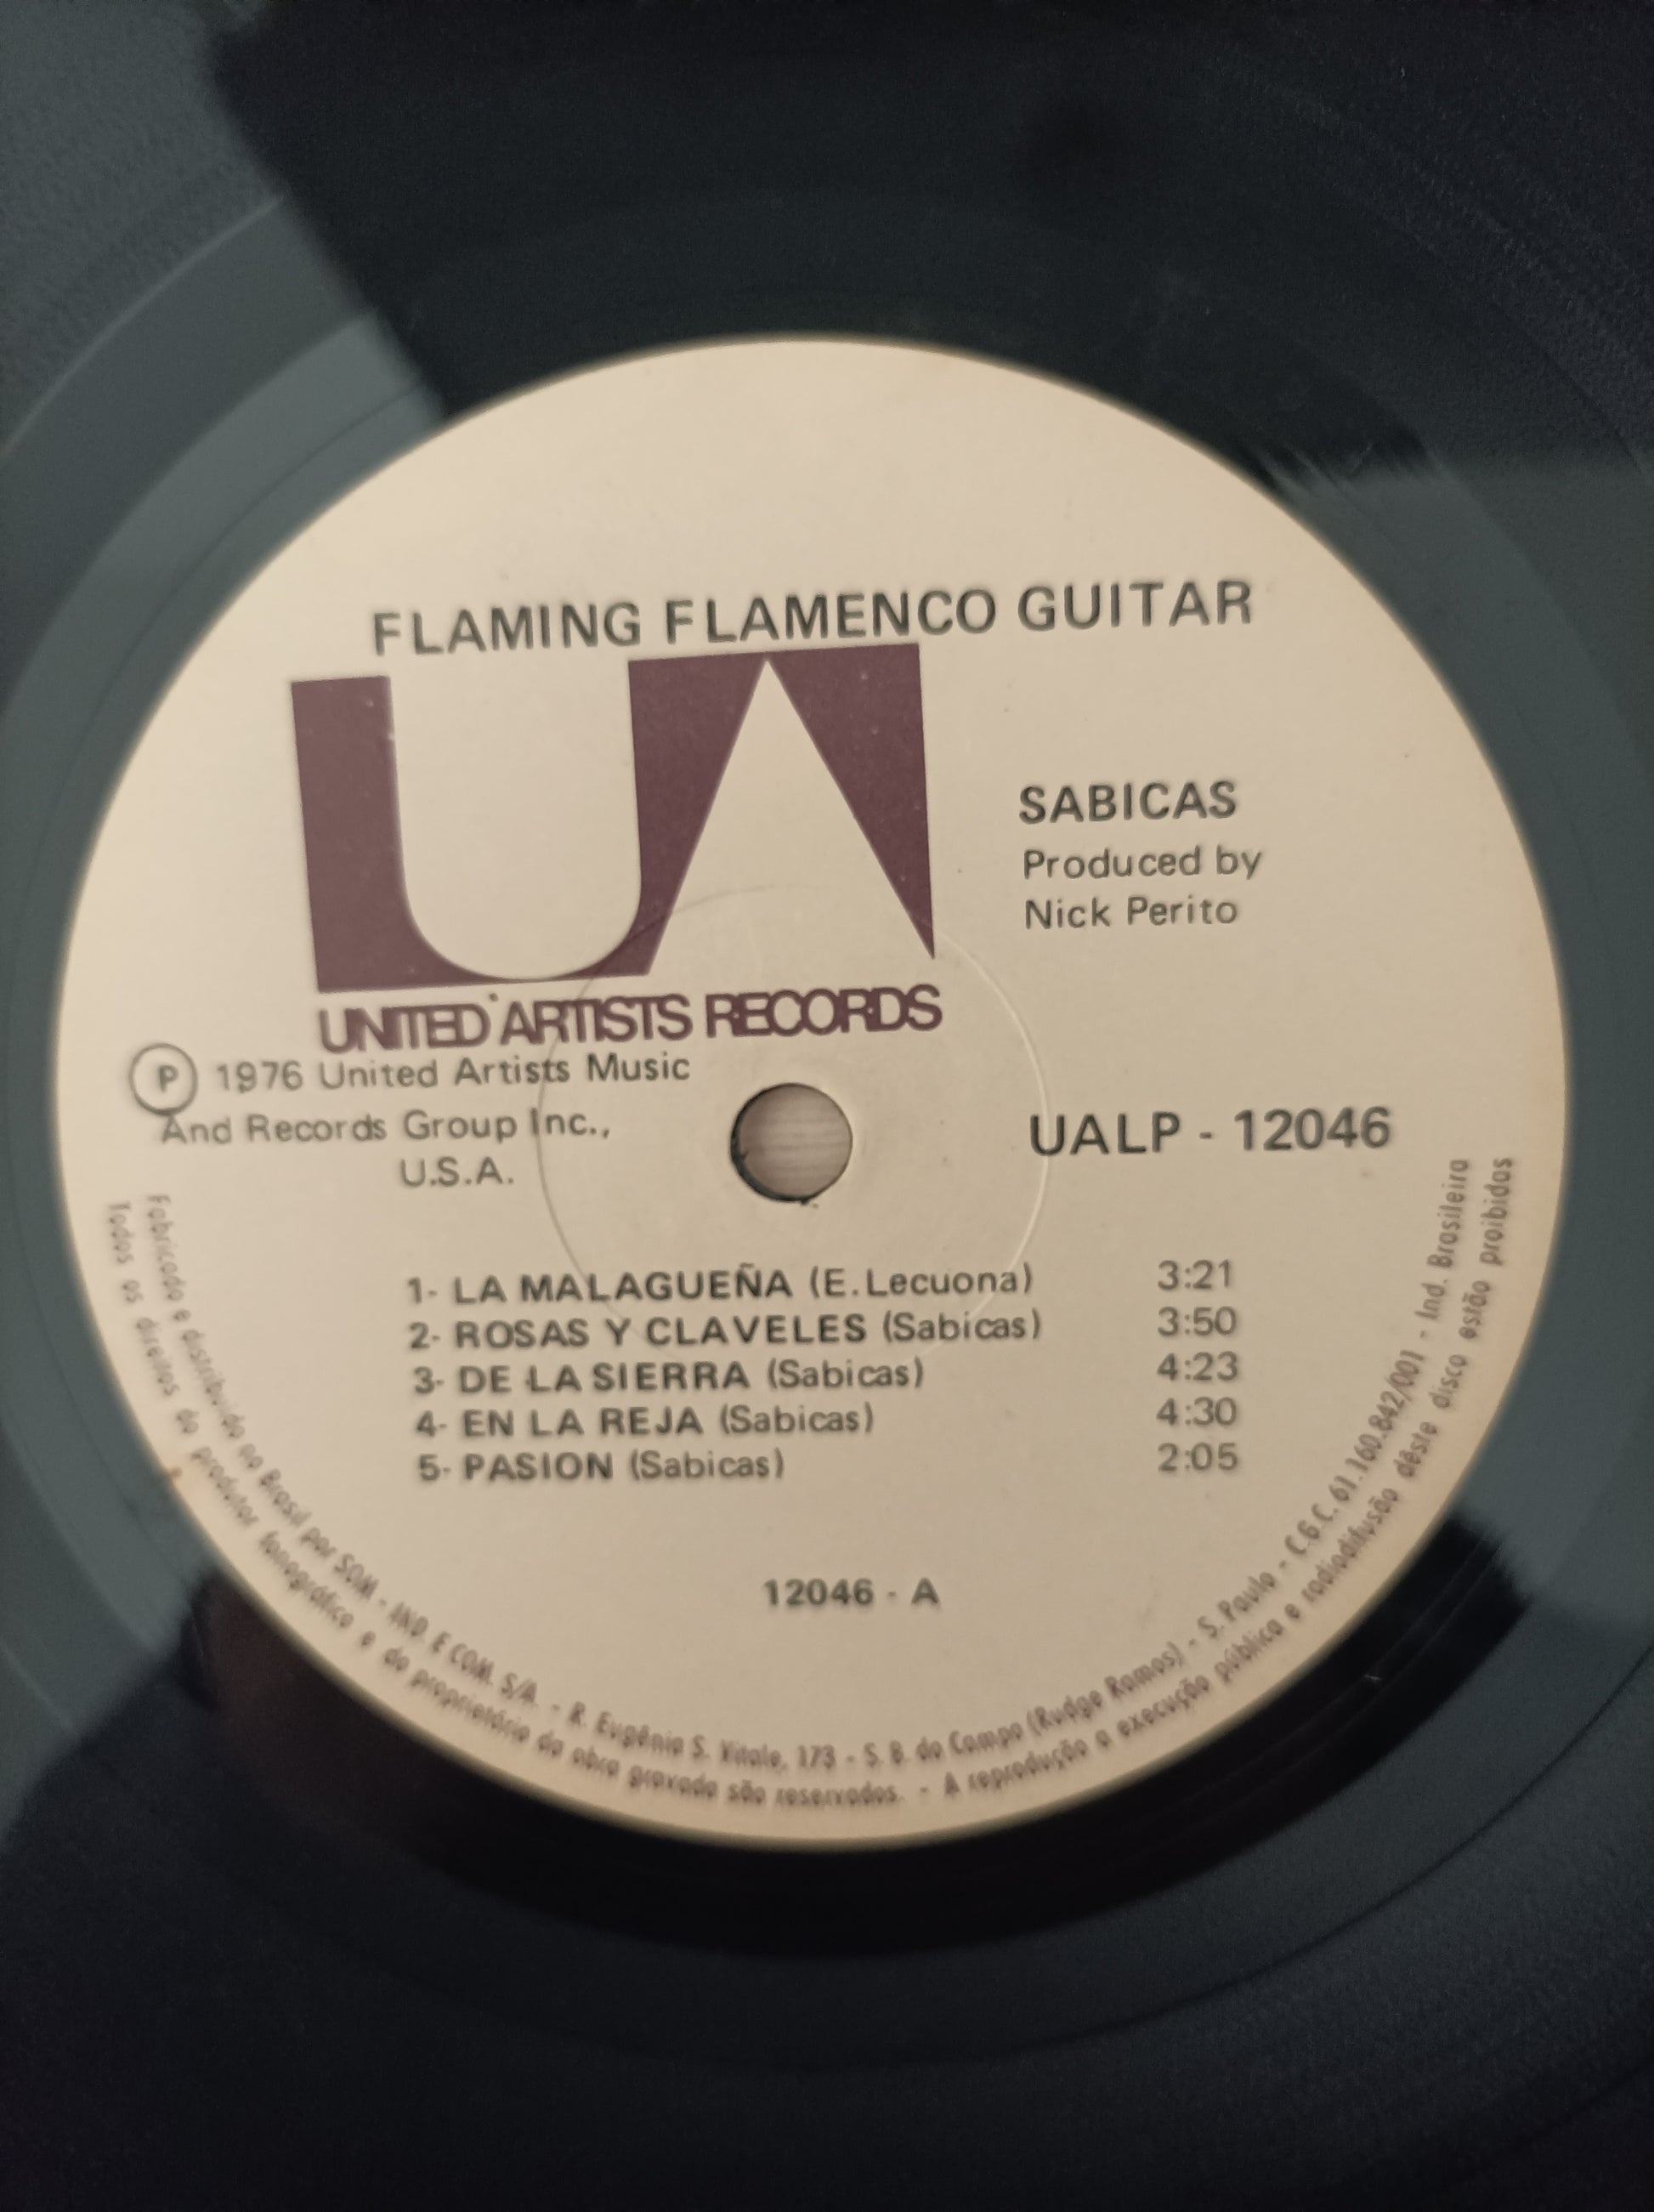 FLAMING FLAMENCO GUITAR
UA
UNITED ARTISTS RECORDS
SABICAS
Produced by
Nick Perito
Ⓟ 1976 United Artists Music
And Records Group Inc.,
U.S.A.
UALP - 12046
1- LA MALAGUEÑA (E. Lecuona) 3:21
2- ROSAS Y CLAVELES (Sabicas) 3:50
3- DE LA SIERRA (Sabicas) 4:23
4- EN LA REJA (Sabicas) 4:30
5- PASION (Sabicas) 2:05
12046 - A
Fabricado e distribuido no Brasil por SOM - IND. E COM. S/A. - R. Eugênio S. Vitale, 173 - S. B. do Campo (Rudge Ramos) - S. Paulo - C.G.C. 61.160.842/001 - Ind. Brasileira
Todos os direitos do produtor fonográfico e do proprietário da obra gravada são reservados. - A reprodução a execução pública e radiodifusão dêste disco estão proibidas